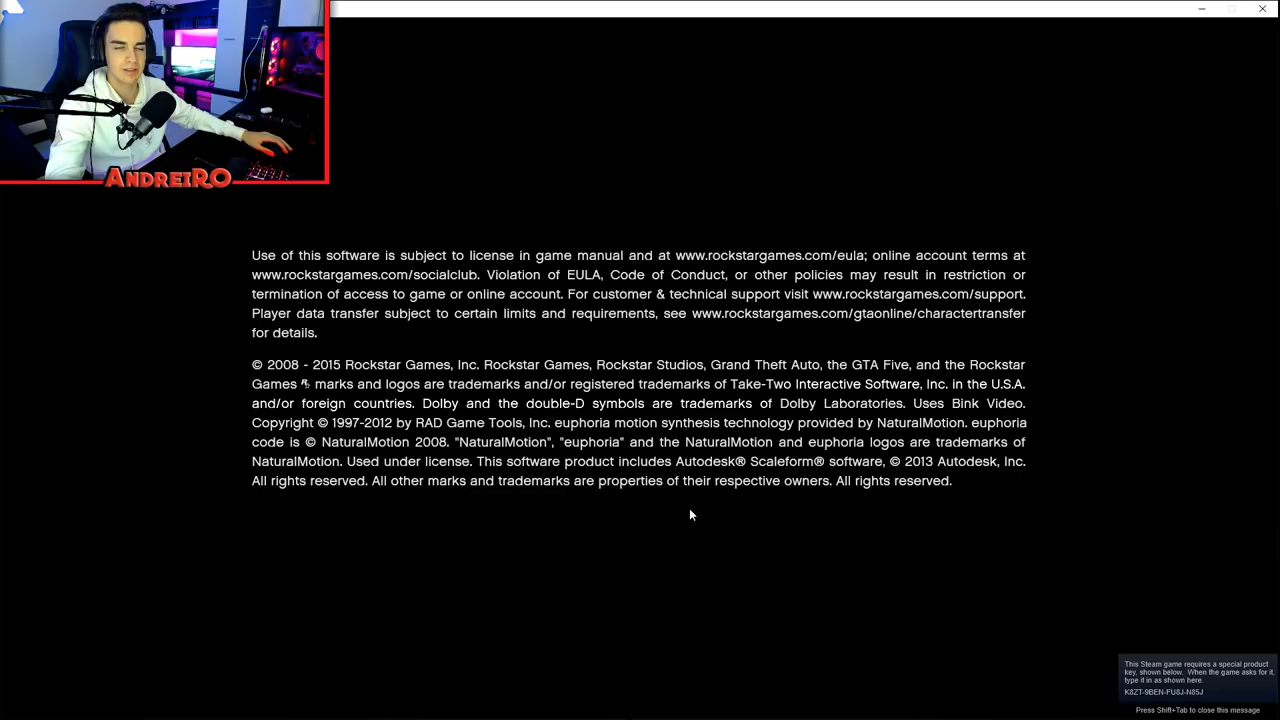 AndreiRO
Use of this software is subject to license in game manual and at www.rockstargames.com/eula; online account terms at
www.rockstargames.com/socialclub. Violation of EULA, Code of Conduct, or other policies may result in restriction or
termination of access to game or online account. For customer & technical support visit www.rockstargames.com/support.
Player data transfer subject to certain limits and requirements, see www.rockstargames.com/gtaonline/charactertransfer
for details.
© 2008 - 2015 Rockstar Games, Inc. Rockstar Games, Rockstar Studios, Grand Theft Auto, the GTA Five, and the Rockstar
Games R* marks and logos are trademarks and/or registered trademarks of Take-Two Interactive Software, Inc. in the U.S.A.
and/or foreign countries. Dolby and the double-D symbols are trademarks of Dolby Laboratories. Uses Bink Video.
Copyright © 1997-2012 by RAD Game Tools, Inc. euphoria motion synthesis technology provided by NaturalMotion. euphoria
code is © NaturalMotion 2008. "NaturalMotion", "euphoria" and the NaturalMotion and euphoria logos are trademarks of
NaturalMotion. Used under license. This software product includes Autodesk® Scaleform® software, © 2013 Autodesk, Inc.
All rights reserved. All other marks and trademarks are properties of their respective owners. All rights reserved.
This Steam game requires a special product
key, shown below. When the game asks for it,
type it in as shown here.
K8ZT-9BEN-FU8J-N85J
Press Shift+Tab to close this message